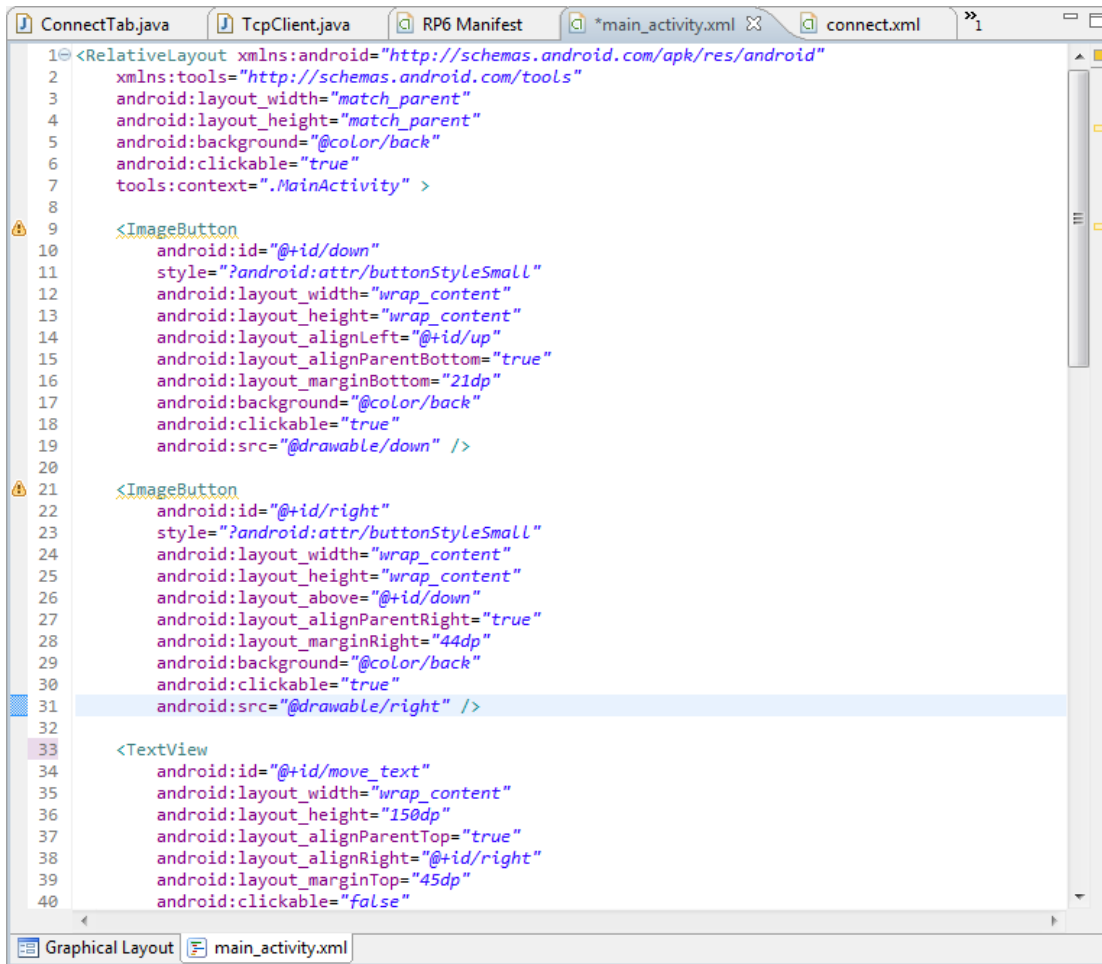 ConnectTab.java TcpClient.java RP6 Manifest *main_activity.xml connect.xml »1
1 <RelativeLayout xmlns:android="http://schemas.android.com/apk/res/android"
2 xmlns:tools="http://schemas.android.com/tools"
3 android:layout_width="match_parent"
4 android:layout_height="match_parent"
5 android:background="@color/back"
6 android:clickable="true"
7 tools:context=".MainActivity" >
8
9 <ImageButton
10 android:id="@+id/down"
11 style="?android:attr/buttonStyleSmall"
12 android:layout_width="wrap_content"
13 android:layout_height="wrap_content"
14 android:layout_alignLeft="@+id/up"
15 android:layout_alignParentBottom="true"
16 android:layout_marginBottom="21dp"
17 android:background="@color/back"
18 android:clickable="true"
19 android:src="@drawable/down" />
20
21 <ImageButton
22 android:id="@+id/right"
23 style="?android:attr/buttonStyleSmall"
24 android:layout_width="wrap_content"
25 android:layout_height="wrap_content"
26 android:layout_above="@+id/down"
27 android:layout_alignParentRight="true"
28 android:layout_marginRight="44dp"
29 android:background="@color/back"
30 android:clickable="true"
31 android:src="@drawable/right" />
32
33 <TextView
34 android:id="@+id/move_text"
35 android:layout_width="wrap_content"
36 android:layout_height="150dp"
37 android:layout_alignParentTop="true"
38 android:layout_alignRight="@+id/right"
39 android:layout_marginTop="45dp"
40 android:clickable="false"
Graphical Layout main_activity.xml